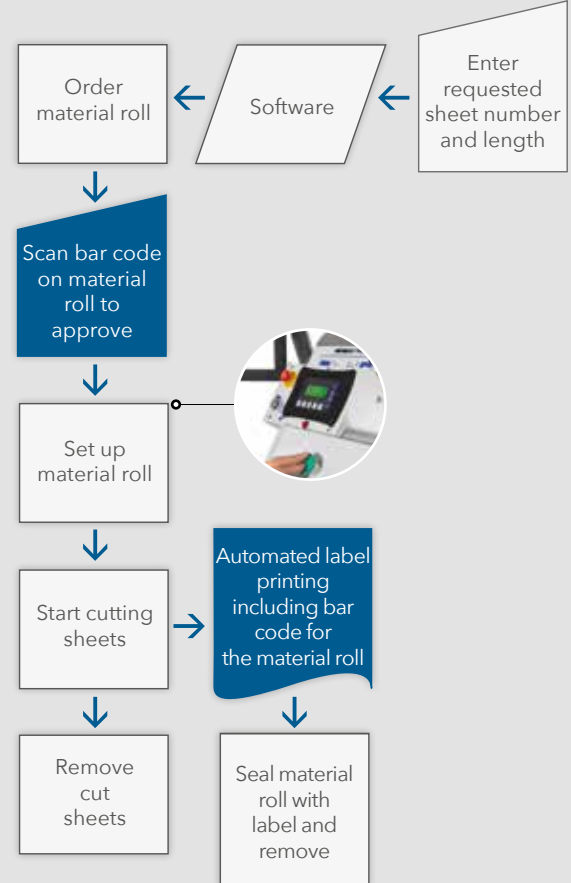 Enter
requested
sheet number
and length
Software
Order
material roll
Scan bar code
on material
roll to
approve
Set up
material roll
Start cutting
sheets
Automated label
printing
including bar
code for
the material roll
Remove
cut
sheets
Seal material
roll with
label and
remove